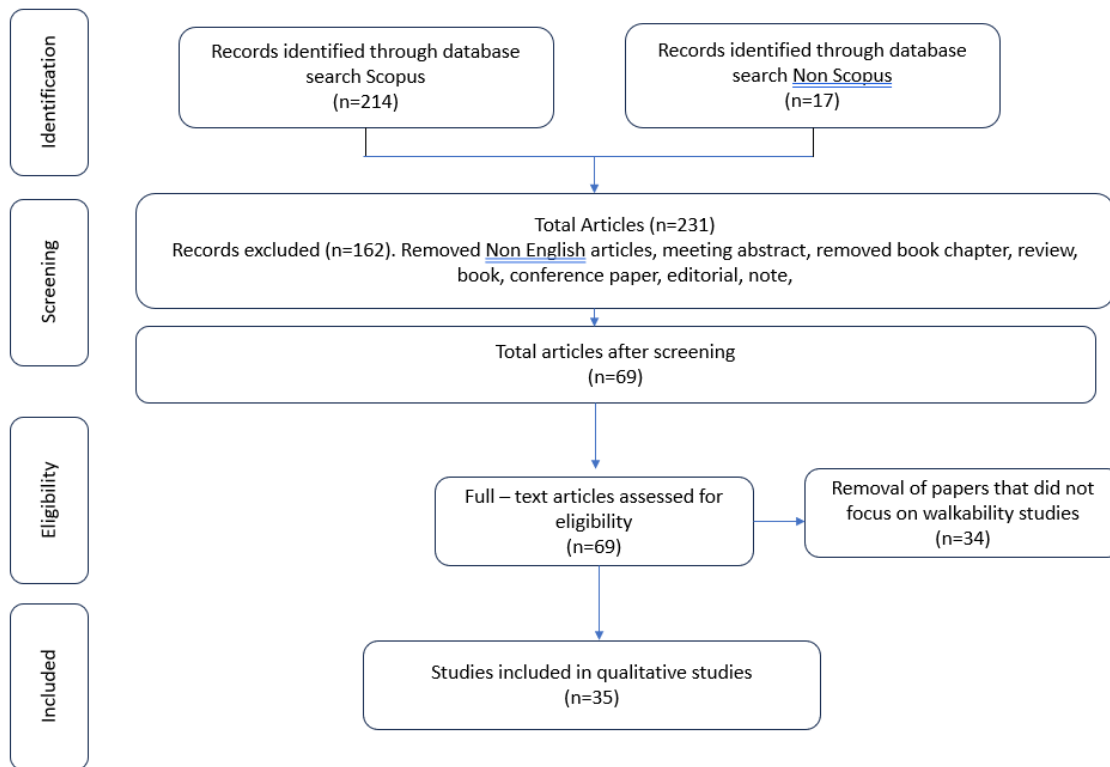 Identification
Records identified through database
search Scopus
(n=214)
Records identified through database
search Non Scopus
(n=17)
Screening
Total Articles (n=231)
Records excluded (n=162). Removed Non English articles, meeting abstract, removed book chapter, review,
book, conference paper, editorial, note,
Total articles after screening
(n=69)
Eligibility
Full – text articles assessed for
eligibility
(n=69)
Removal of papers that did not
focus on walkability studies
(n=34)
Included
Studies included in qualitative studies
(n=35)